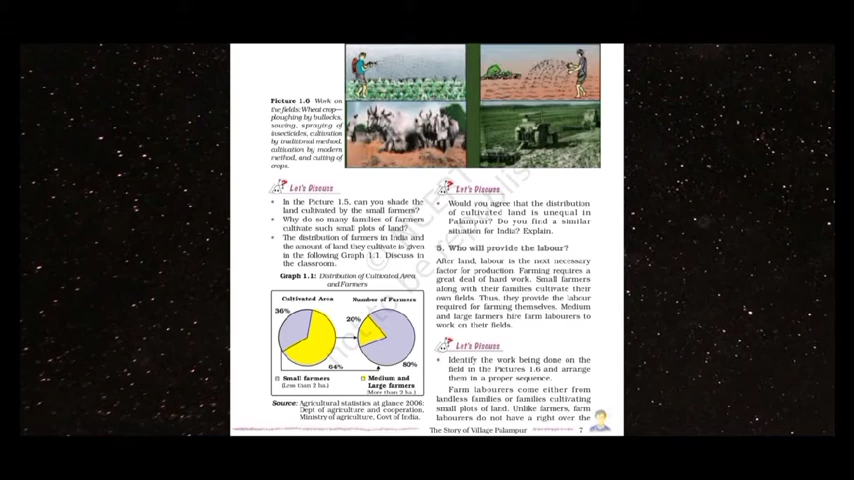 Picture 1.6 Work on
the fields: Wheat crop—
ploughing by bullocks,
sowing, spraying of
insecticides, cultivation
by traditional method,
cultivation by modern
method, and cutting of
crops.
Let's Discuss
• In the Picture 1.5, can you shade the
land cultivated by the small farmers?
• Why do so many families of farmers
cultivate such small plots of land?
• The distribution of farmers in India and
the amount of land they cultivate is given
in the following Graph 1.1. Discuss in
the classroom.
Graph 1.1: Distribution of Cultivated Area
and Farmers
Cultivated Area
Number of Farmers
36%
20%
64%
80%
Small farmers
(Less than 2 ha.)
Medium and
Large farmers
(More than 2 ha.)
Source: Agricultural statistics at glance 2006;
Dept of agriculture and cooperation,
Ministry of agriculture, Govt of India.
Let's Discuss
• Would you agree that the distribution
of cultivated land is unequal in
Palampur? Do you find a similar
situation for India? Explain.
5. Who will provide the labour?
After land, labour is the next necessary
factor for production. Farming requires a
great deal of hard work. Small farmers
along with their families cultivate their
own fields. Thus, they provide the labour
required for farming themselves. Medium
and large farmers hire farm labourers to
work on their fields.
Let's Discuss
• Identify the work being done on the
field in the Pictures 1.6 and arrange
them in a proper sequence.
Farm labourers come either from
landless families or families cultivating
small plots of land. Unlike farmers, farm
labourers do not have a right over the
The Story of Village Palampur
7
© NCERT
not to be republis